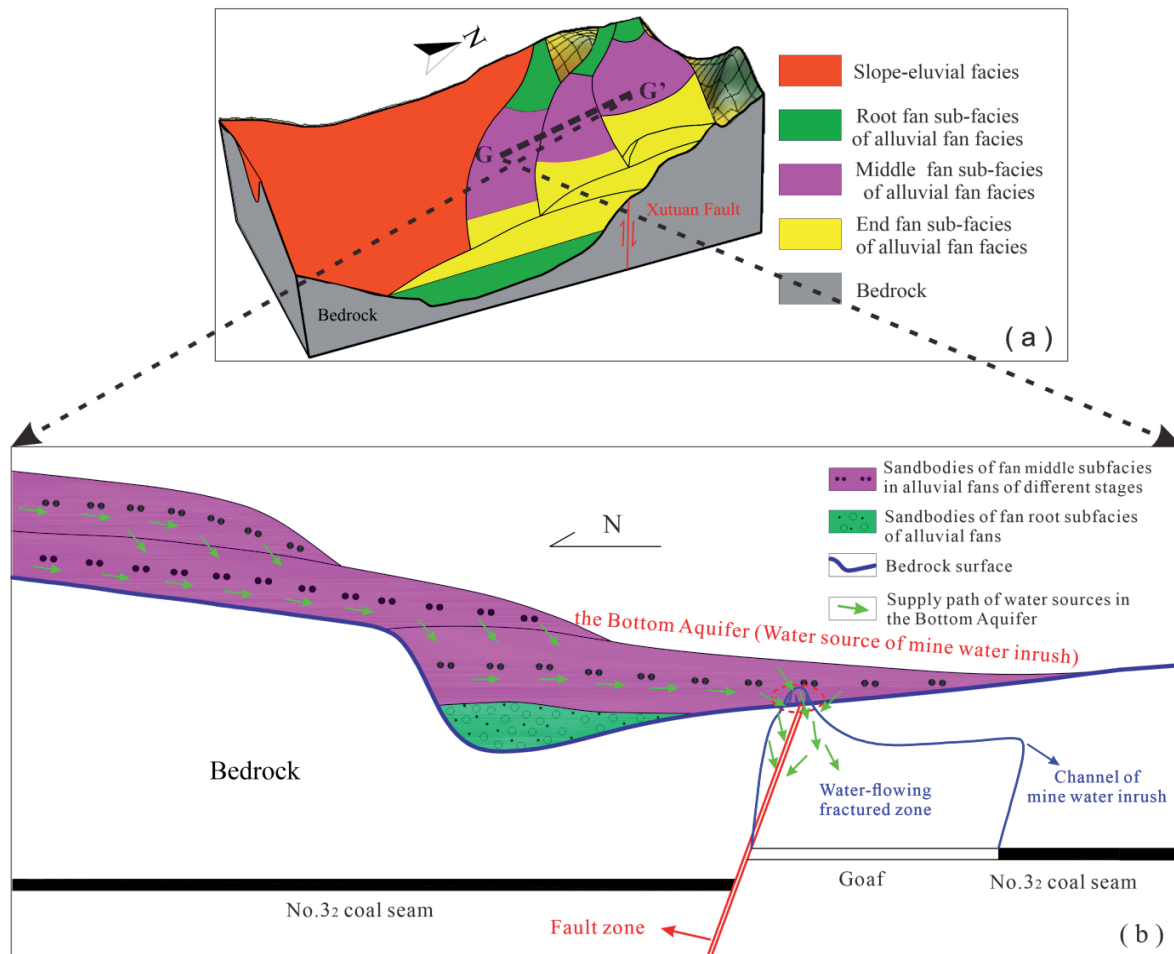 N
Slope-eluvial facies
Root fan sub-facies
of alluvial fan facies
Middle fan sub-facies
of alluvial fan facies
End fan sub-facies
of alluvial fan facies
Bedrock
G'
G
Xutuan Fault
Bedrock
( a )
Sandbodies of fan middle subfacies
in alluvial fans of different stages
Sandbodies of fan root subfacies
of alluvial fans
Bedrock surface
Supply path of water sources in
the Bottom Aquifer
N
the Bottom Aquifer (Water source of mine water inrush)
Bedrock
Water-flowing
fractured zone
Channel of
mine water inrush
Goaf
No.3₂ coal seam
No.3₂ coal seam
Fault zone
( b )